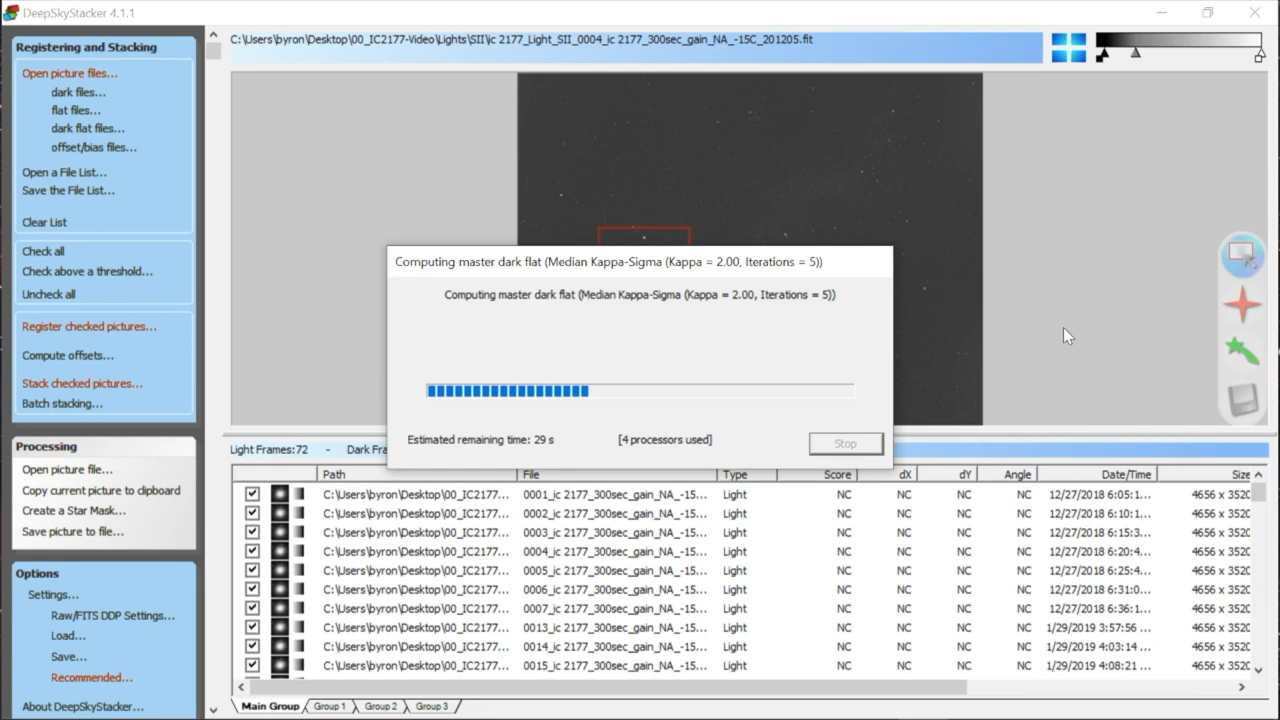 DeepSkyStacker 4.1.1
Registering and Stacking
Open picture files...
dark files...
flat files...
dark flat files...
offset/bias files...
Open a File List...
Save the File List...
Clear List
Check all
Check above a threshold...
Uncheck all
Register checked pictures...
Compute offsets...
Stack checked pictures...
Batch stacking...
Processing
Open picture file...
Copy current picture to clipboard
Create a Star Mask...
Save picture to file...
Options
Settings...
Raw/FITS DDP Settings...
Load...
Save...
Recommended...
About DeepSkyStacker...
C:\Users\byron\Desktop\00_IC2177-Video\Lights\SII\ic 2177_Light_SII_0004_ic 2177_300sec_gain_NA_-15C_201205.fit
Computing master dark flat (Median Kappa-Sigma (Kappa = 2.00, Iterations = 5))
Computing master dark flat (Median Kappa-Sigma (Kappa = 2.00, Iterations = 5))
Estimated remaining time: 29 s [4 processors used] Stop
Light Frames:72 - Dark Fra
Path File Type Score dX dY Angle Date/Time Size
C:\Users\byron\Desktop\00_IC2177... 0001_ic 2177_300sec_gain_NA_-15... Light NC NC NC NC 12/27/2018 6:05:1... 4656 x 3520
C:\Users\byron\Desktop\00_IC2177... 0002_ic 2177_300sec_gain_NA_-15... Light NC NC NC NC 12/27/2018 6:10:1... 4656 x 3520
C:\Users\byron\Desktop\00_IC2177... 0003_ic 2177_300sec_gain_NA_-15... Light NC NC NC NC 12/27/2018 6:15:3... 4656 x 3520
C:\Users\byron\Desktop\00_IC2177... 0004_ic 2177_300sec_gain_NA_-15... Light NC NC NC NC 12/27/2018 6:20:4... 4656 x 3520
C:\Users\byron\Desktop\00_IC2177... 0005_ic 2177_300sec_gain_NA_-15... Light NC NC NC NC 12/27/2018 6:25:4... 4656 x 3520
C:\Users\byron\Desktop\00_IC2177... 0006_ic 2177_300sec_gain_NA_-15... Light NC NC NC NC 12/27/2018 6:31:0... 4656 x 3520
C:\Users\byron\Desktop\00_IC2177... 0007_ic 2177_300sec_gain_NA_-15... Light NC NC NC NC 12/27/2018 6:36:1... 4656 x 3520
C:\Users\byron\Desktop\00_IC2177... 0013_ic 2177_300sec_gain_NA_-15... Light NC NC NC NC 1/29/2019 3:57:56 ... 4656 x 3520
C:\Users\byron\Desktop\00_IC2177... 0014_ic 2177_300sec_gain_NA_-15... Light NC NC NC NC 1/29/2019 4:03:14 ... 4656 x 3520
C:\Users\byron\Desktop\00_IC2177... 0015_ic 2177_300sec_gain_NA_-15... Light NC NC NC NC 1/29/2019 4:08:21 ... 4656 x 3520
Main Group Group 1 Group 2 Group 3